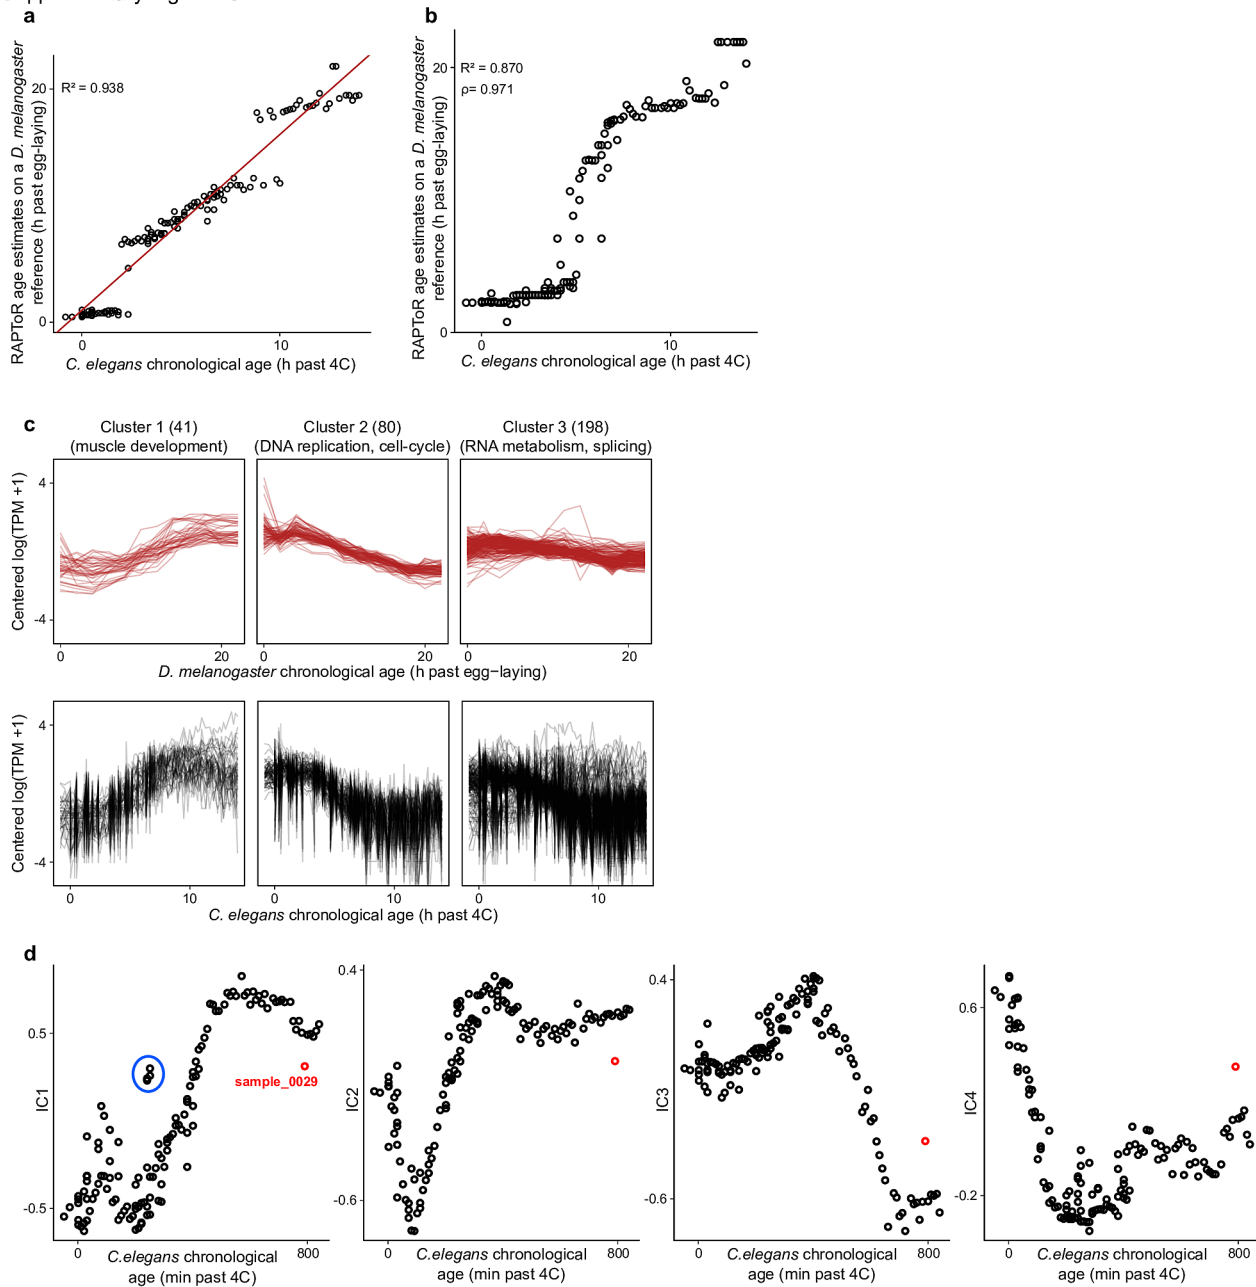 a
b
RAPToR age estimates on a D. melanogaster
reference (h past egg-laying)
R² = 0.938
20
0
0
10
C. elegans chronological age (h past 4C)
RAPToR age estimates on a D. melanogaster
reference (h past egg-laying)
R² = 0.870
ρ= 0.971
20
0
0
10
C. elegans chronological age (h past 4C)
c
Cluster 1 (41)
(muscle development)
Cluster 2 (80)
(DNA replication, cell-cycle)
Cluster 3 (198)
(RNA metabolism, splicing)
Centered log(TPM +1)
4
-4
0
20
0
20
0
20
D. melanogaster chronological age (h past egg−laying)
Centered log(TPM +1)
4
-4
0
10
0
10
0
10
C. elegans chronological age (h past 4C)
d
IC1
0.5
-0.5
sample_0029
0
800
C.elegans chronological
age (min past 4C)
IC2
0.4
-0.6
0
800
C.elegans chronological
age (min past 4C)
IC3
0.4
-0.6
0
800
C.elegans chronological
age (min past 4C)
IC4
0.6
-0.2
0
800
C.elegans chronological
age (min past 4C)